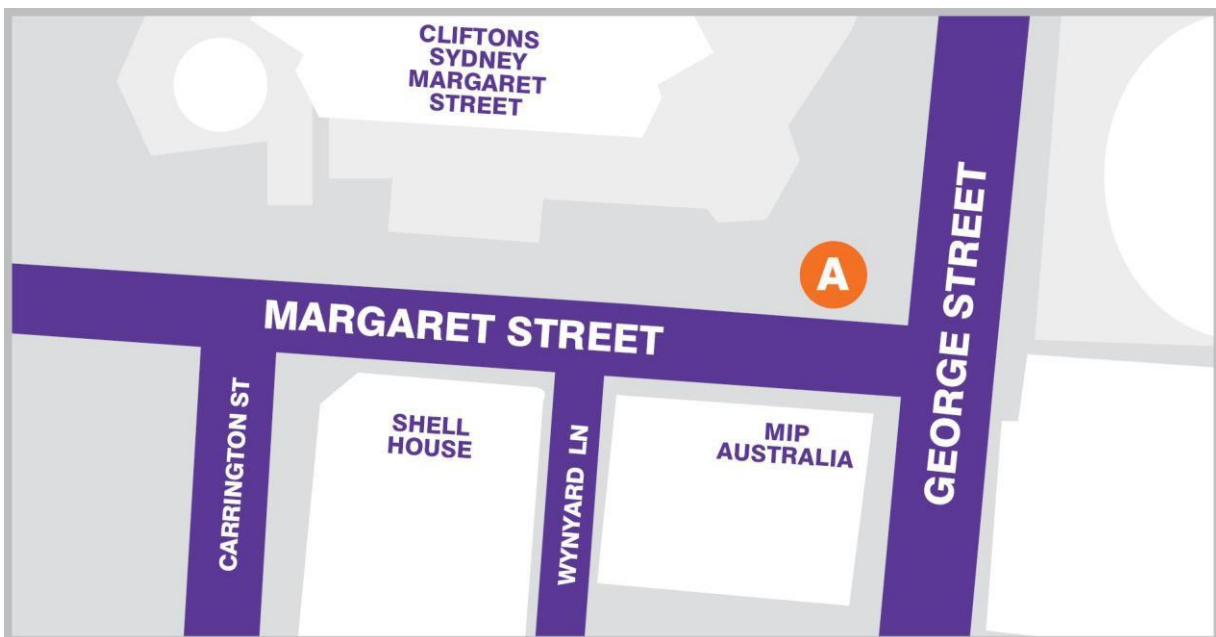 CLIFTONS
SYDNEY
MARGARET
STREET
A
GEORGE STREET
MARGARET STREET
CARRINGTON ST
SHELL
HOUSE
WYNYARD LN
MIP
AUSTRALIA